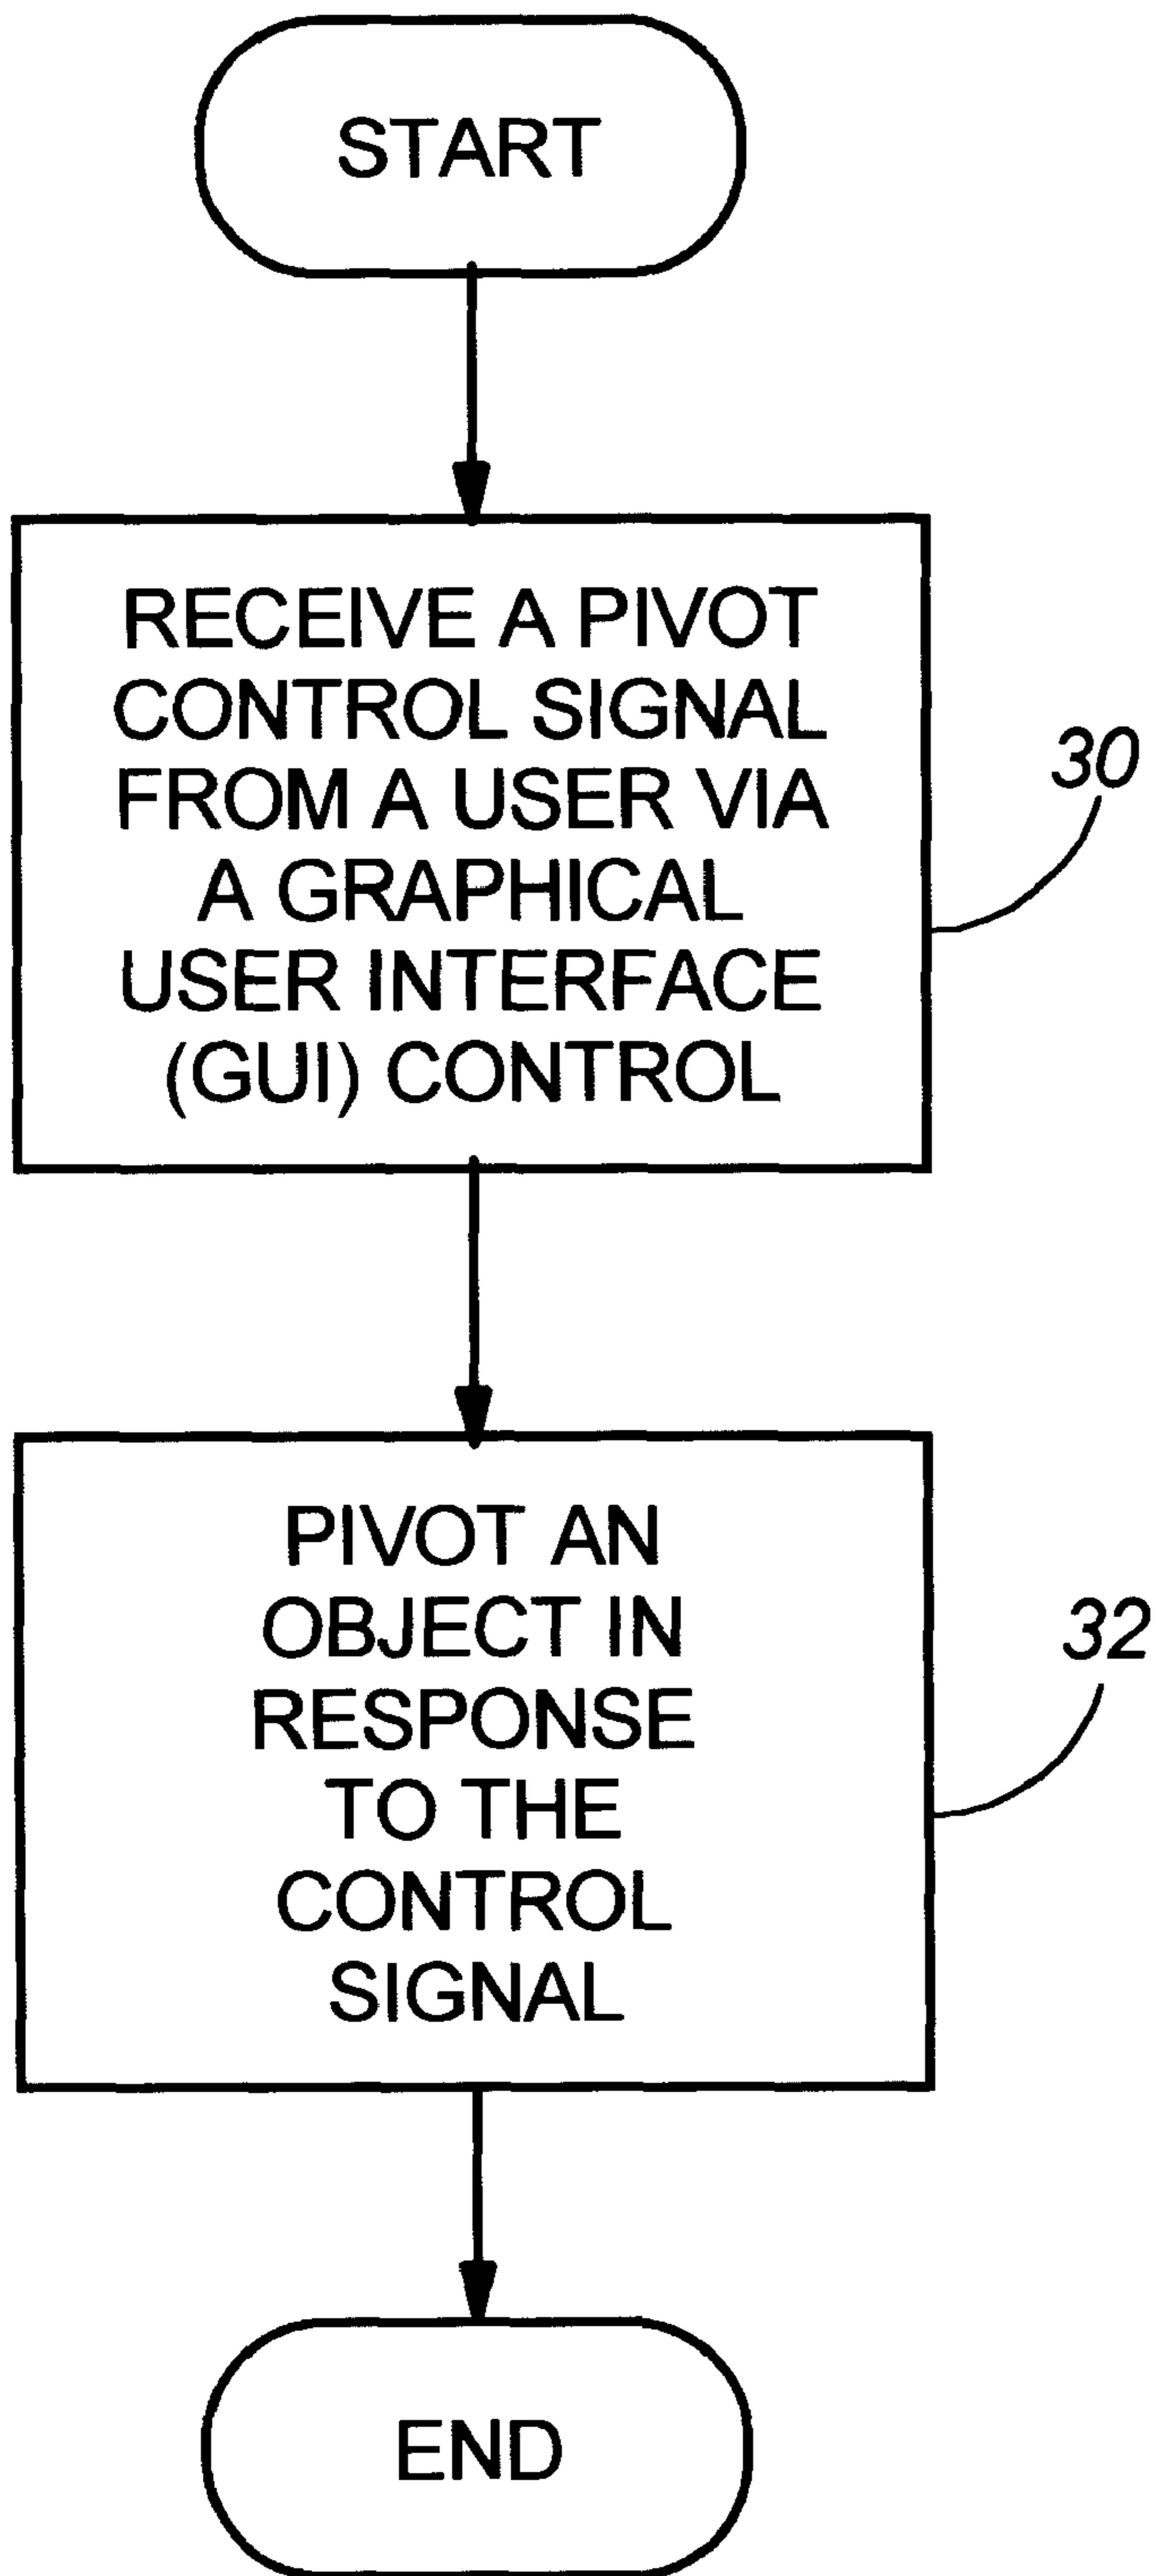 START
RECEIVE A PIVOT
CONTROL SIGNAL
FROM A USER VIA
A GRAPHICAL
USER INTERFACE
(GUI) CONTROL
30
PIVOT AN
OBJECT IN
RESPONSE
TO THE
CONTROL
SIGNAL
32
END